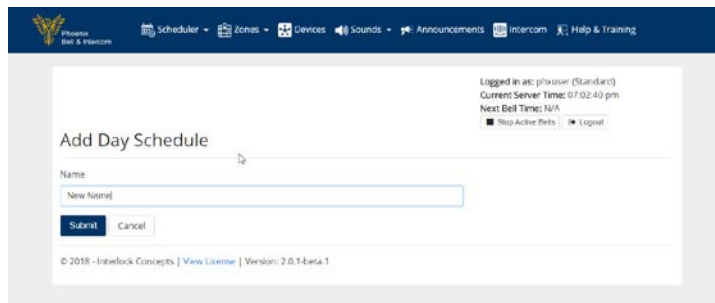 Phoenix
Bell & Intercom
Scheduler
Zones
Devices
Sounds
Announcements
Intercom
Help & Training
Logged in as: phxuser (Standard)
Current Server Time: 07:02:40 pm
Next Bell Time: N/A
Stop Active Bells
Logout
Add Day Schedule
Name
New Name
Submit
Cancel
© 2018 - Interlock Concepts | View License | Version: 2.0.1-beta.1